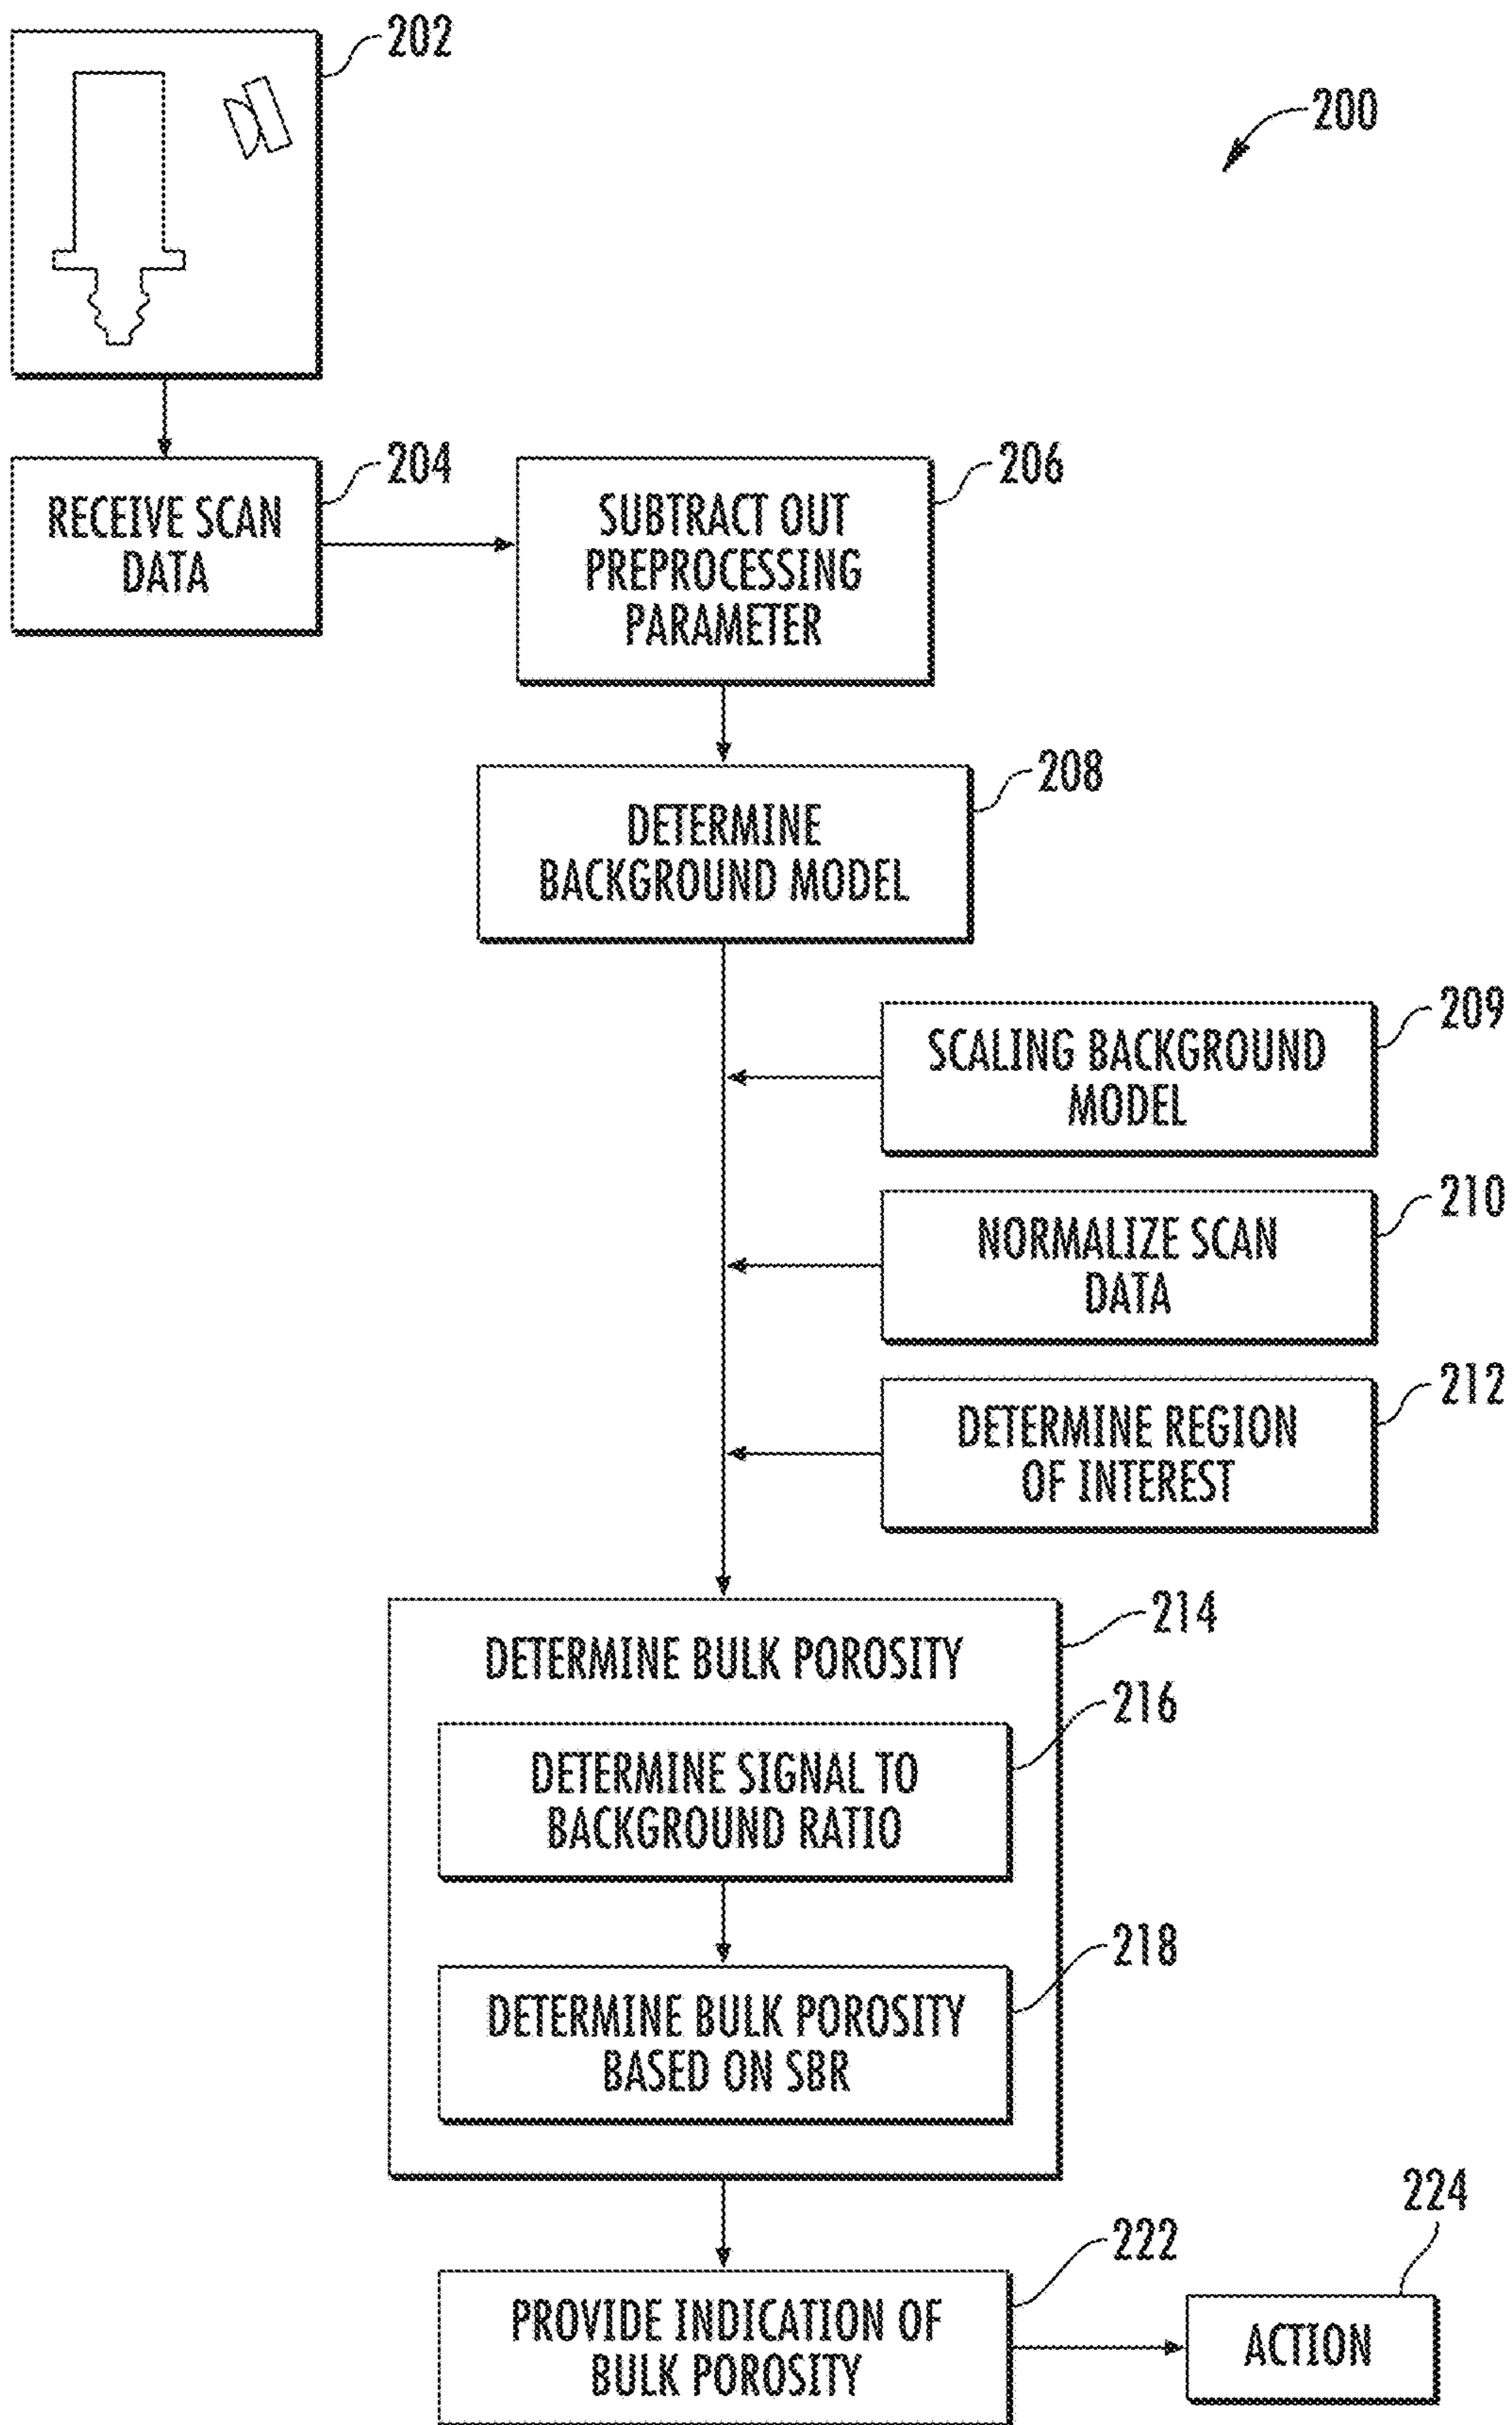 202
200
204
RECEIVE SCAN
DATA
206
SUBTRACT OUT
PREPROCESSING
PARAMETER
208
DETERMINE
BACKGROUND MODEL
209
SCALING BACKGROUND
MODEL
210
NORMALIZE SCAN
DATA
212
DETERMINE REGION
OF INTEREST
214
DETERMINE BULK POROSITY
216
DETERMINE SIGNAL TO
BACKGROUND RATIO
218
DETERMINE BULK POROSITY
BASED ON SBR
222
PROVIDE INDICATION OF
BULK POROSITY
224
ACTION